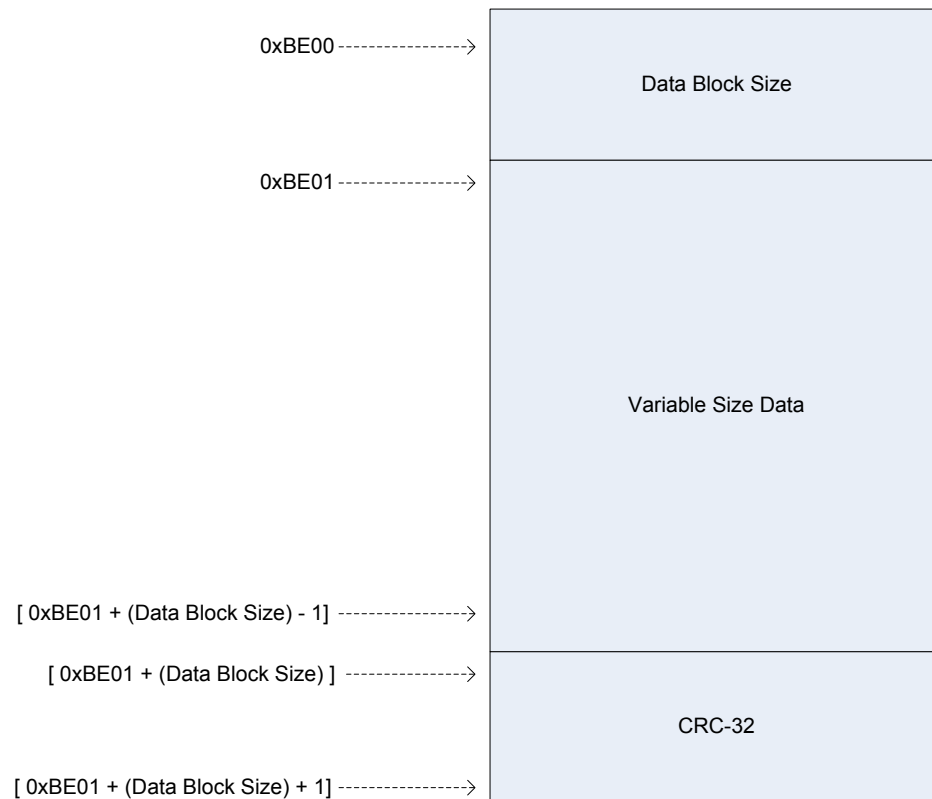 0xBE00
Data Block Size
0xBE01
Variable Size Data
[ 0xBE01 + (Data Block Size) - 1]
[ 0xBE01 + (Data Block Size) ]
CRC-32
[ 0xBE01 + (Data Block Size) + 1]